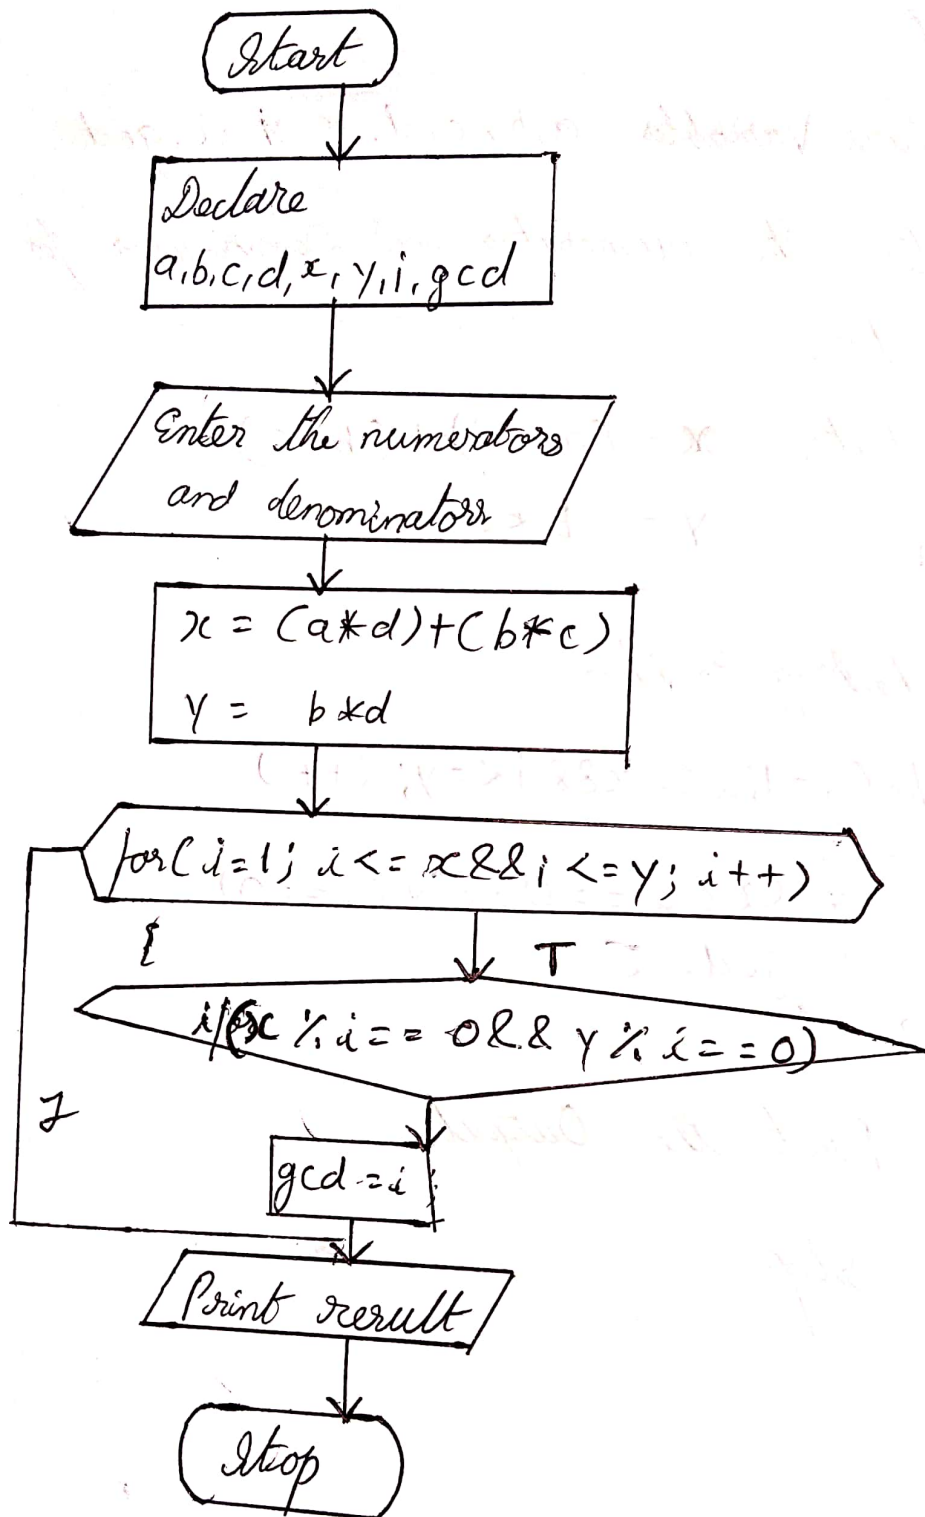 Start
Declare
a,b,c,d,x,y,i,gcd
Enter the numerators
and denominators
x = (a*d)+(b*c)
y = b*d
for(i=1; i<=x&&i<=y; i++)
{
T
if(x%i==0&&y%i==0)
}
gcd=i;
Print result
Stop